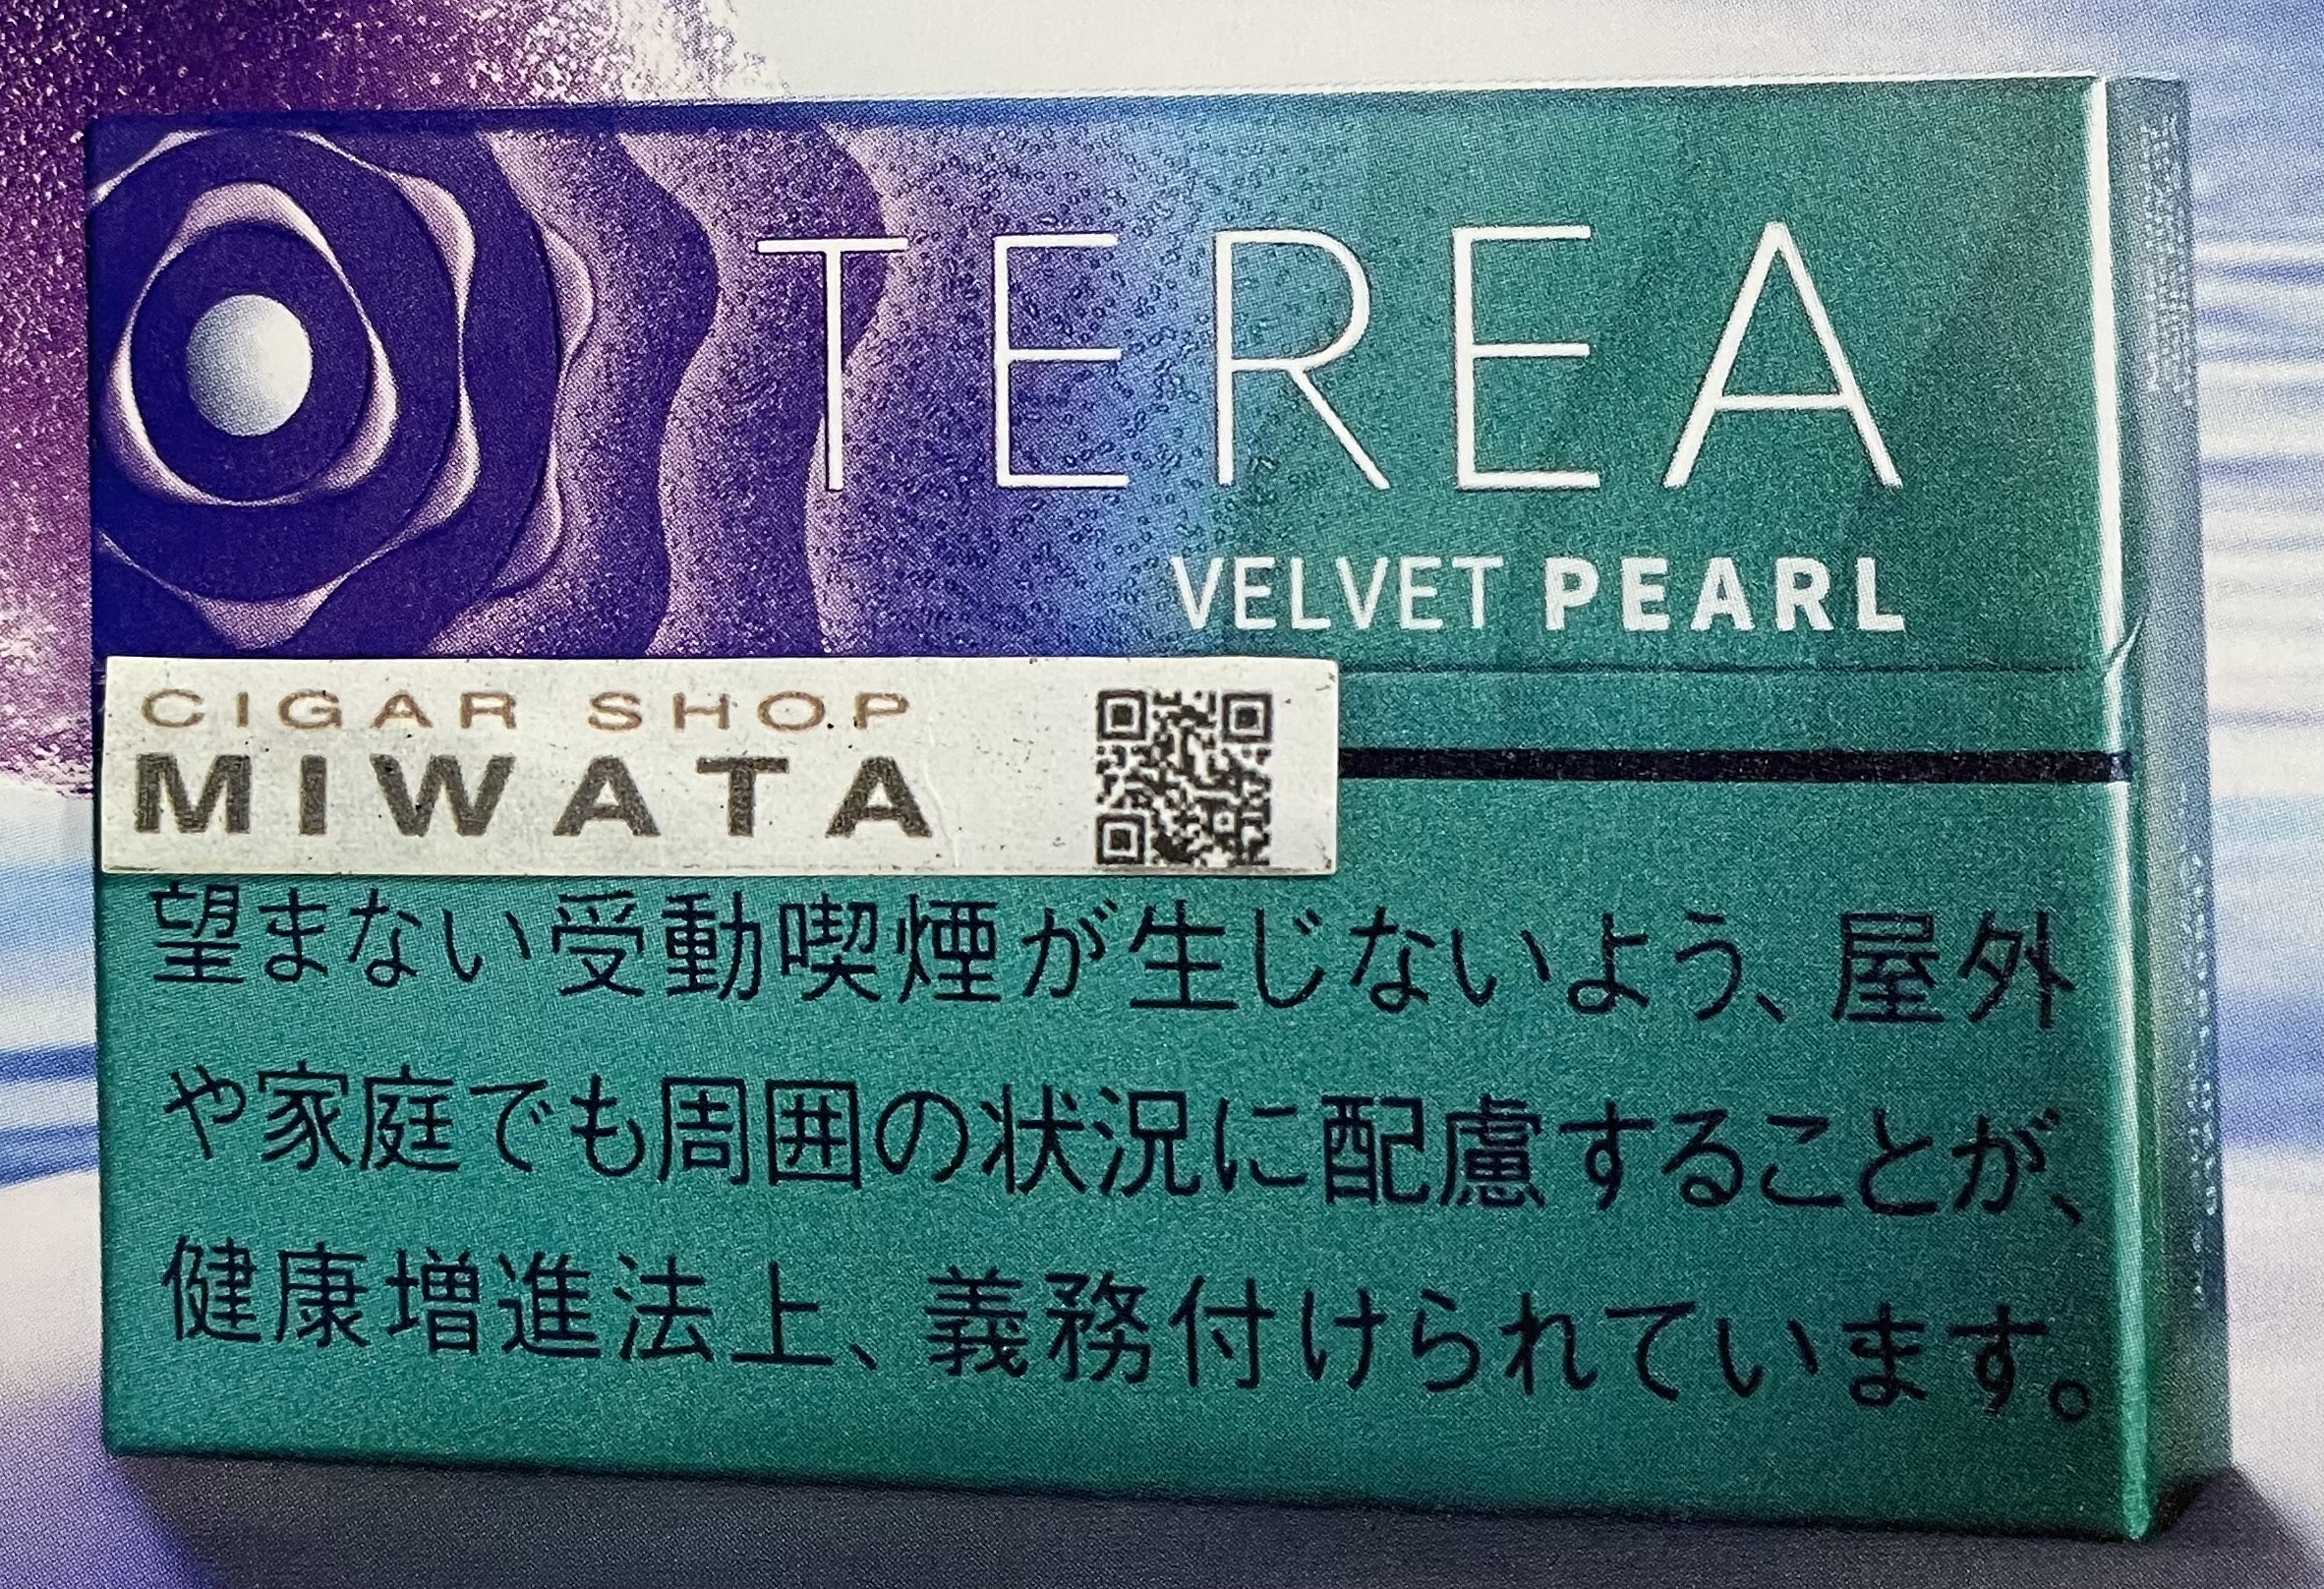 TEREA
VELVET PEARL
CIGAR SHOP
MIWATA
望まない受動喫煙が生じないよう、屋外
や家庭でも周囲の状況に配慮することが、
健康増進法上、義務付けられています。